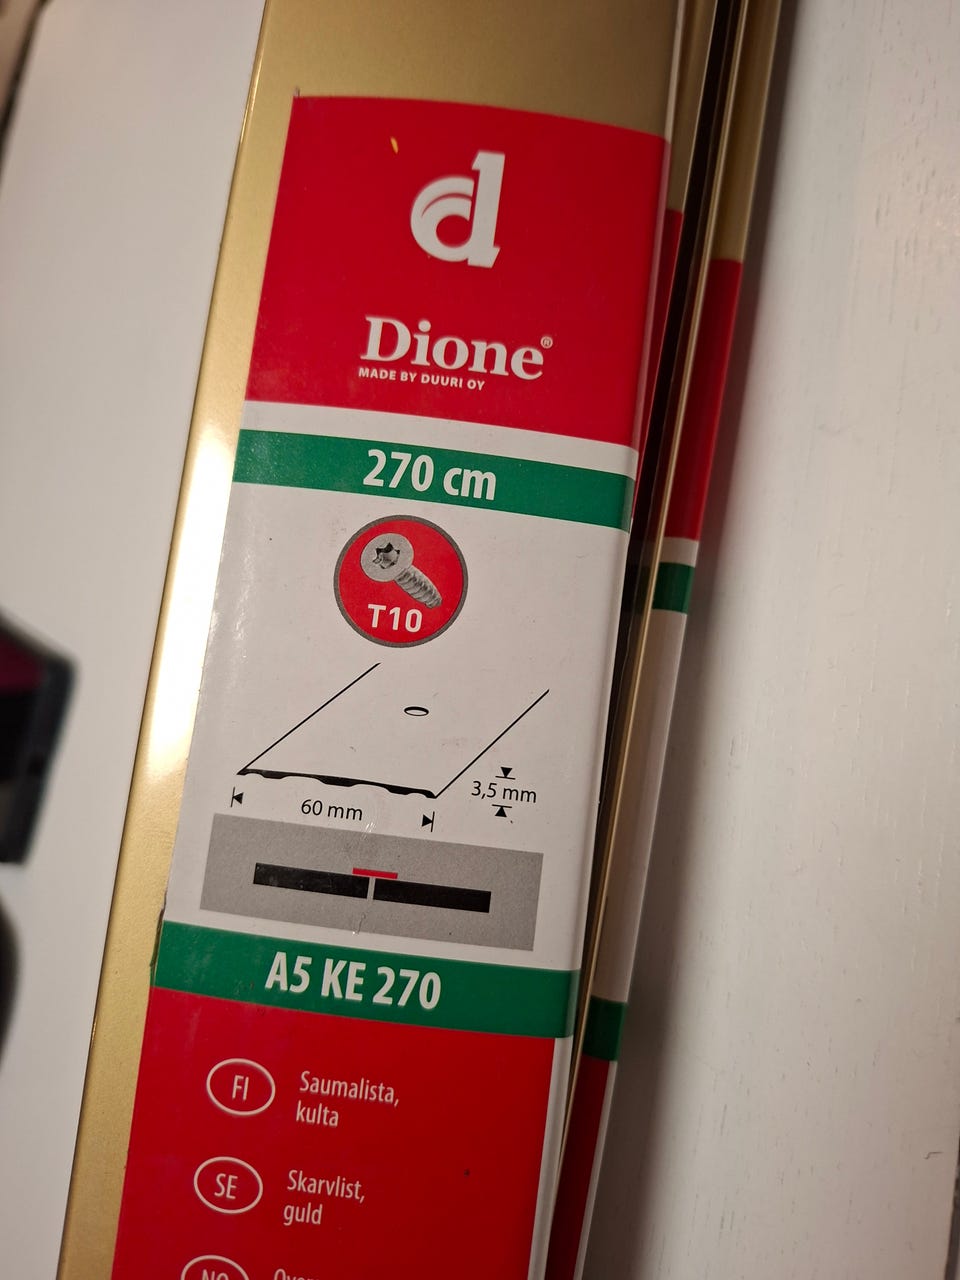 d
Dione®
MADE BY DUURI OY
270 cm
T10
3,5 mm
60 mm
A5 KE 270
FI
Saumalista,
kulta
SE
Skarvlist,
guld
NO